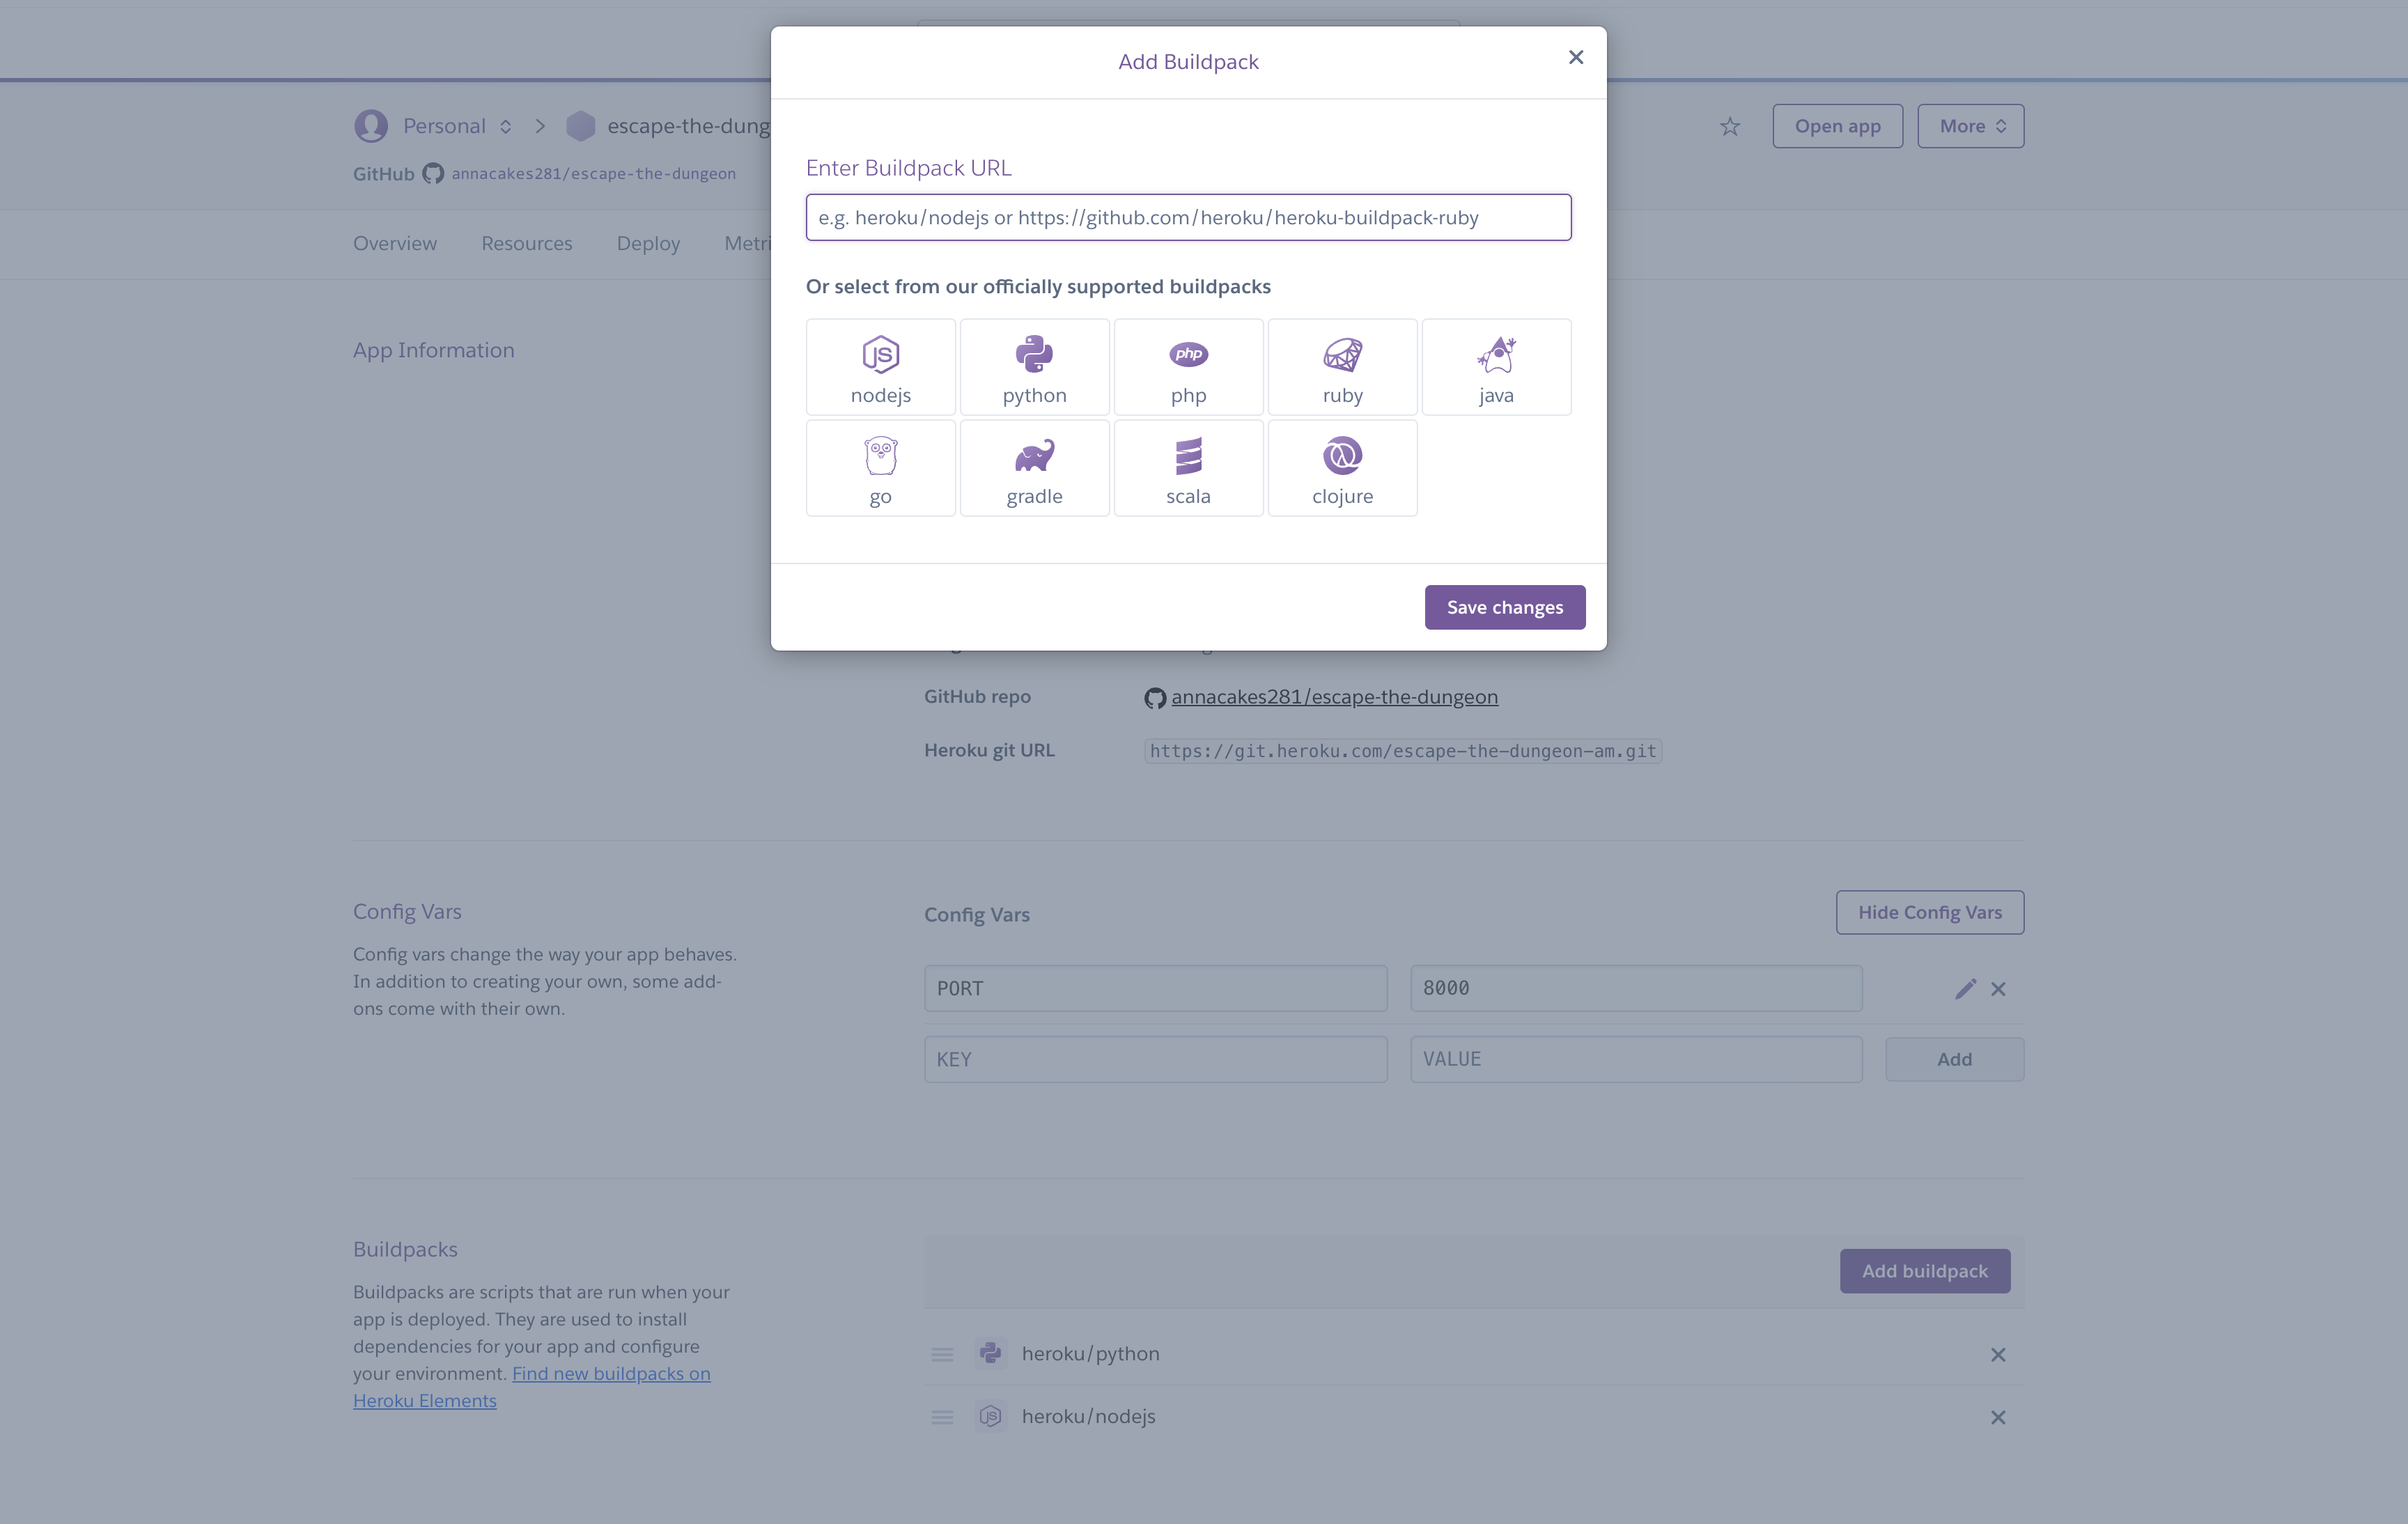 Add Buildpack
Enter Buildpack URL
e.g. heroku/nodejs or https://github.com/heroku/heroku-buildpack-ruby
Or select from our officially supported buildpacks
JS
php
nodejs
python
php
ruby
java
go
gradle
scala
clojure
Save changes
Personal
escape-the-dung
Open app
More
GitHub
annacakes281/escape-the-dungeon
Overview
Resources
Deploy
Metri
App Information
GitHub repo
annacakes281/escape-the-dungeon
Heroku git URL
https://git.heroku.com/escape-the-dungeon-am.git
Config Vars
Config vars change the way your app behaves.
In addition to creating your own, some add-
ons come with their own.
Config Vars
Hide Config Vars
PORT
8000
KEY
VALUE
Add
Buildpacks
Buildpacks are scripts that are run when your
app is deployed. They are used to install
dependencies for your app and configure
your environment. Find new buildpacks on
Heroku Elements
Add buildpack
heroku/python
JS
heroku/nodejs